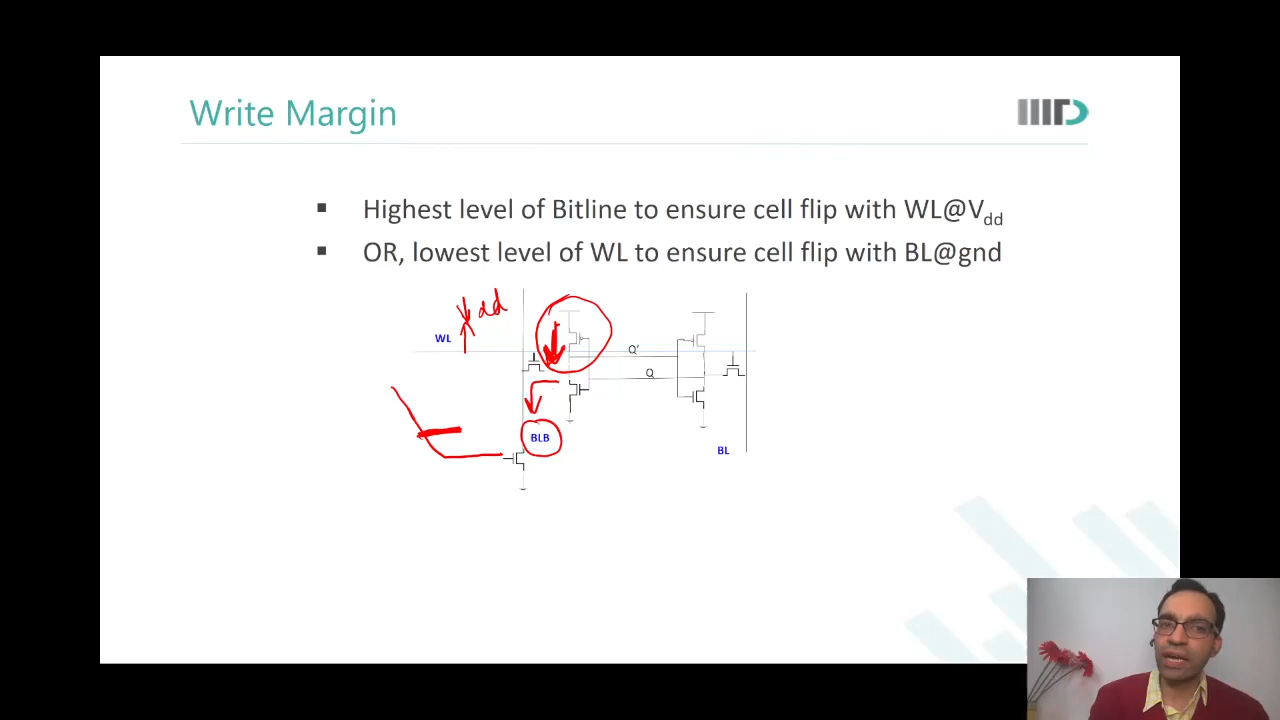 Write Margin
IIITD
▪ Highest level of Bitline to ensure cell flip with WL@Vdd
▪ OR, lowest level of WL to ensure cell flip with BL@gnd
Vdd
WL
Q'
Q
BLB
BL